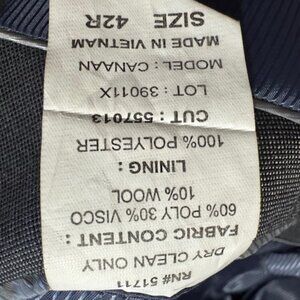 RN# 51711
DRY CLEAN ONLY
FABRIC CONTENT :
60% POLY 30% VISCO
10% WOOL
LINING :
100% POLYESTER
CUT : 557013
LOT : 39011X
MODEL : CANAAN
MADE IN VIETNAM
SIZE 42R